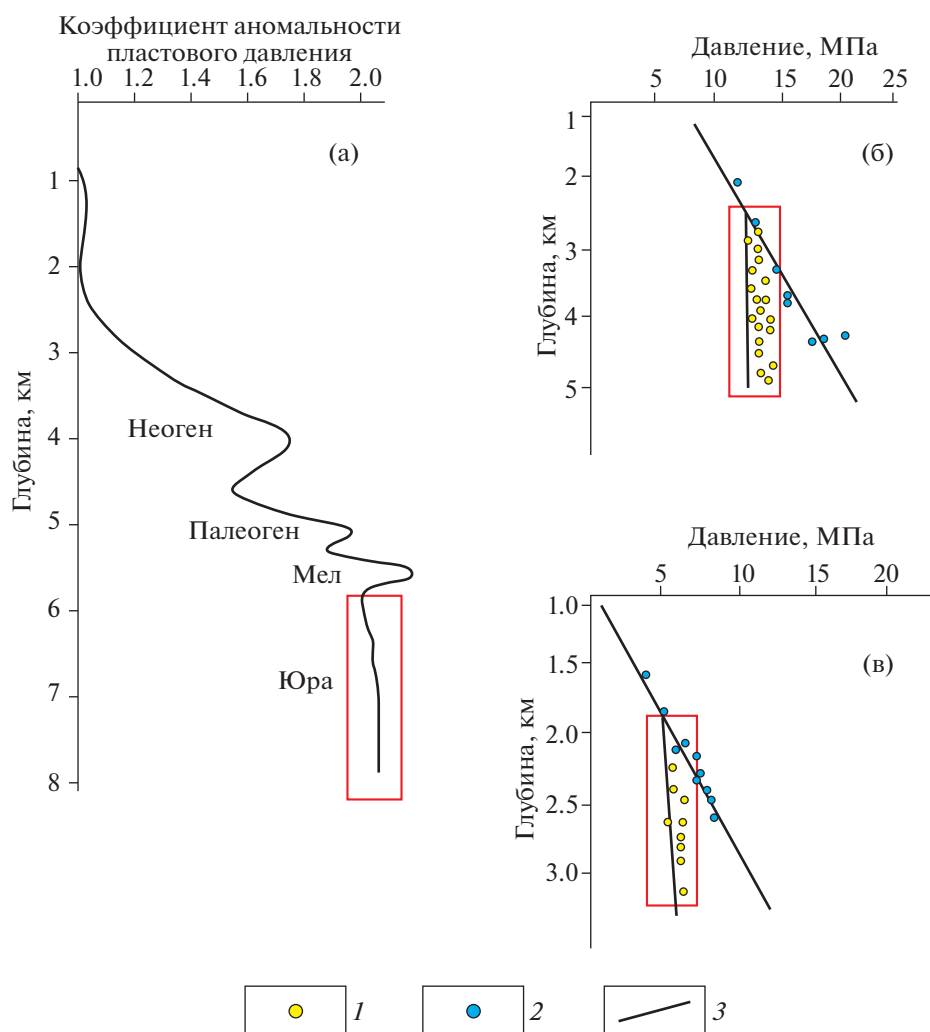 Коэффициент аномальности
пластового давления
1.0 1.2 1.4 1.6 1.8 2.0
(а)
Глубина, км
1
2
3
4
5
6
7
8
Неоген
Палеоген
Мел
Юра
Давление, МПа
5 10 15 20 25
(б)
Глубина, км
1
2
3
4
5
Давление, МПа
5 10 15 20
(в)
Глубина, км
1.0
1.5
2.0
2.5
3.0
1 2 3